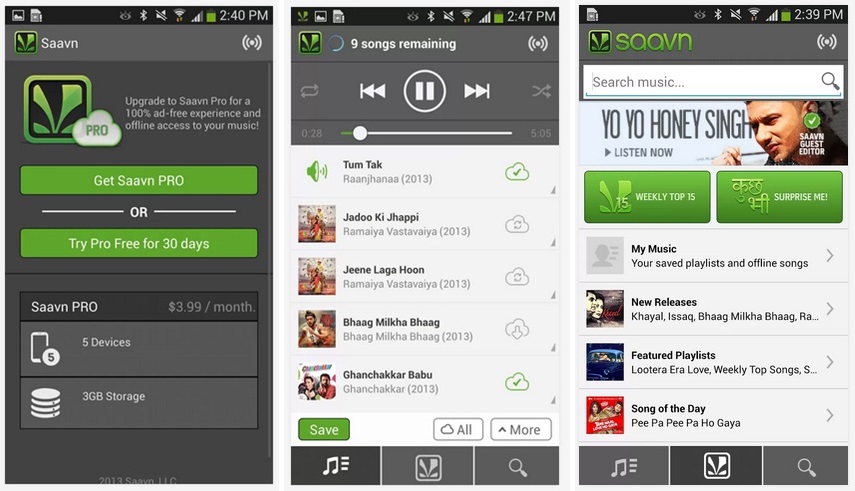 2:40 PM
Saavn
PRO
Upgrade to Saavn Pro for a
100% ad-free experience and
offline access to your music!
Get Saavn PRO
OR
Try Pro Free for 30 days
Saavn PRO $3.99 / month.
5
5 Devices
3GB Storage
2013 Saavn, LLC
2:47 PM
9 songs remaining
0:28 5:05
Tum Tak
Raanjhanaa (2013)
Jadoo Ki Jhappi
Ramaiya Vastavaiya (2013)
Jeene Laga Hoon
Ramaiya Vastavaiya (2013)
Bhaag Milkha Bhaag
Bhaag Milkha Bhaag (2013)
Ghanchakkar Babu
Ghanchakkar (2013)
Save All More
2:39 PM
saavn
Search music...
YO YO HONEY SINGH
LISTEN NOW
SAAVN
GUEST
EDITOR
15 WEEKLY TOP 15
कुछ
भी SURPRISE ME!
My Music
Your saved playlists and offline songs
New Releases
Khayal, Issaq, Bhaag Milkha Bhaag, Ra...
Featured Playlists
Lootera Era Love, Weekly Top Songs, S...
Song of the Day
Pee Pa Pee Pa Ho Gaya